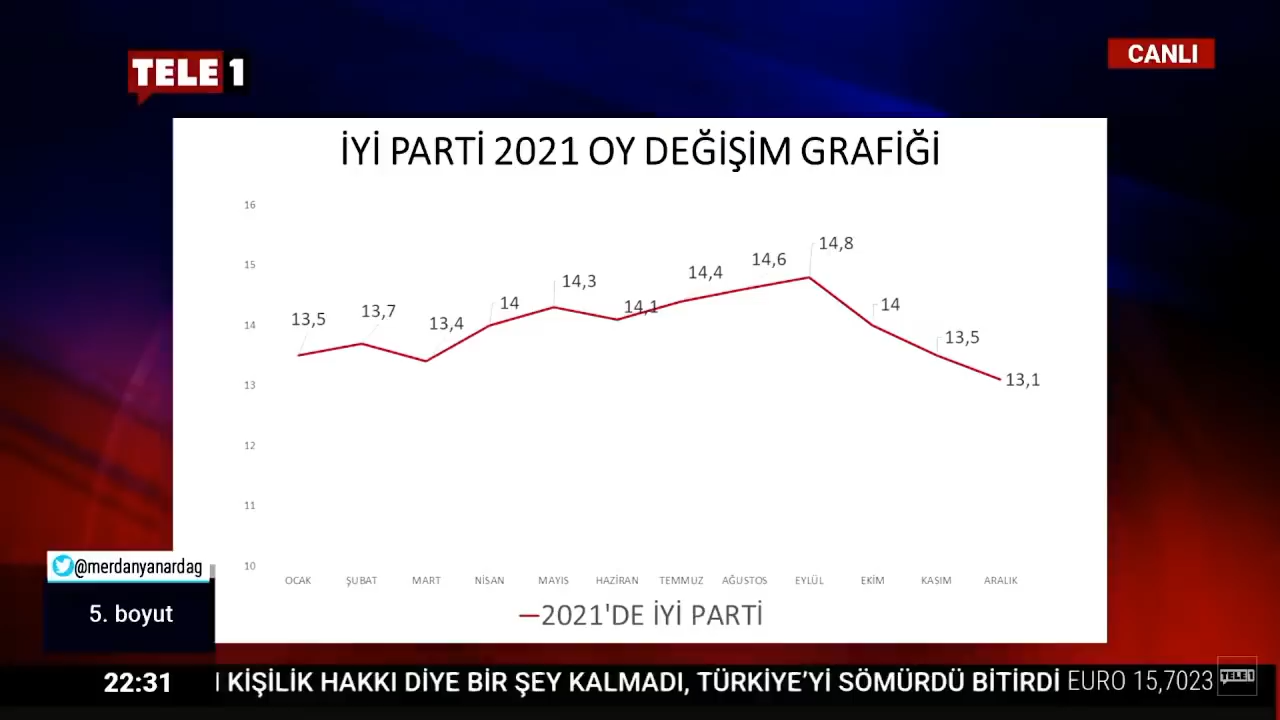 TELE 1
CANLI
İYİ PARTİ 2021 OY DEĞİŞİM GRAFİĞİ
16
15
14
13
12
11
10
13,5
13,7
13,4
14
14,3
14,1
14,4
14,6
14,8
14
13,5
13,1
OCAK ŞUBAT MART NİSAN MAYIS HAZİRAN TEMMUZ AĞUSTOS EYLÜL EKİM KASIM ARALIK
2021'DE İYİ PARTİ
@merdanyanardag
5. boyut
22:31 KİŞİLİK HAKKI DİYE BİR ŞEY KALMADI, TÜRKİYE'Yİ SÖMÜRDÜ BİTİRDİ EURO 15,7023 TELE1